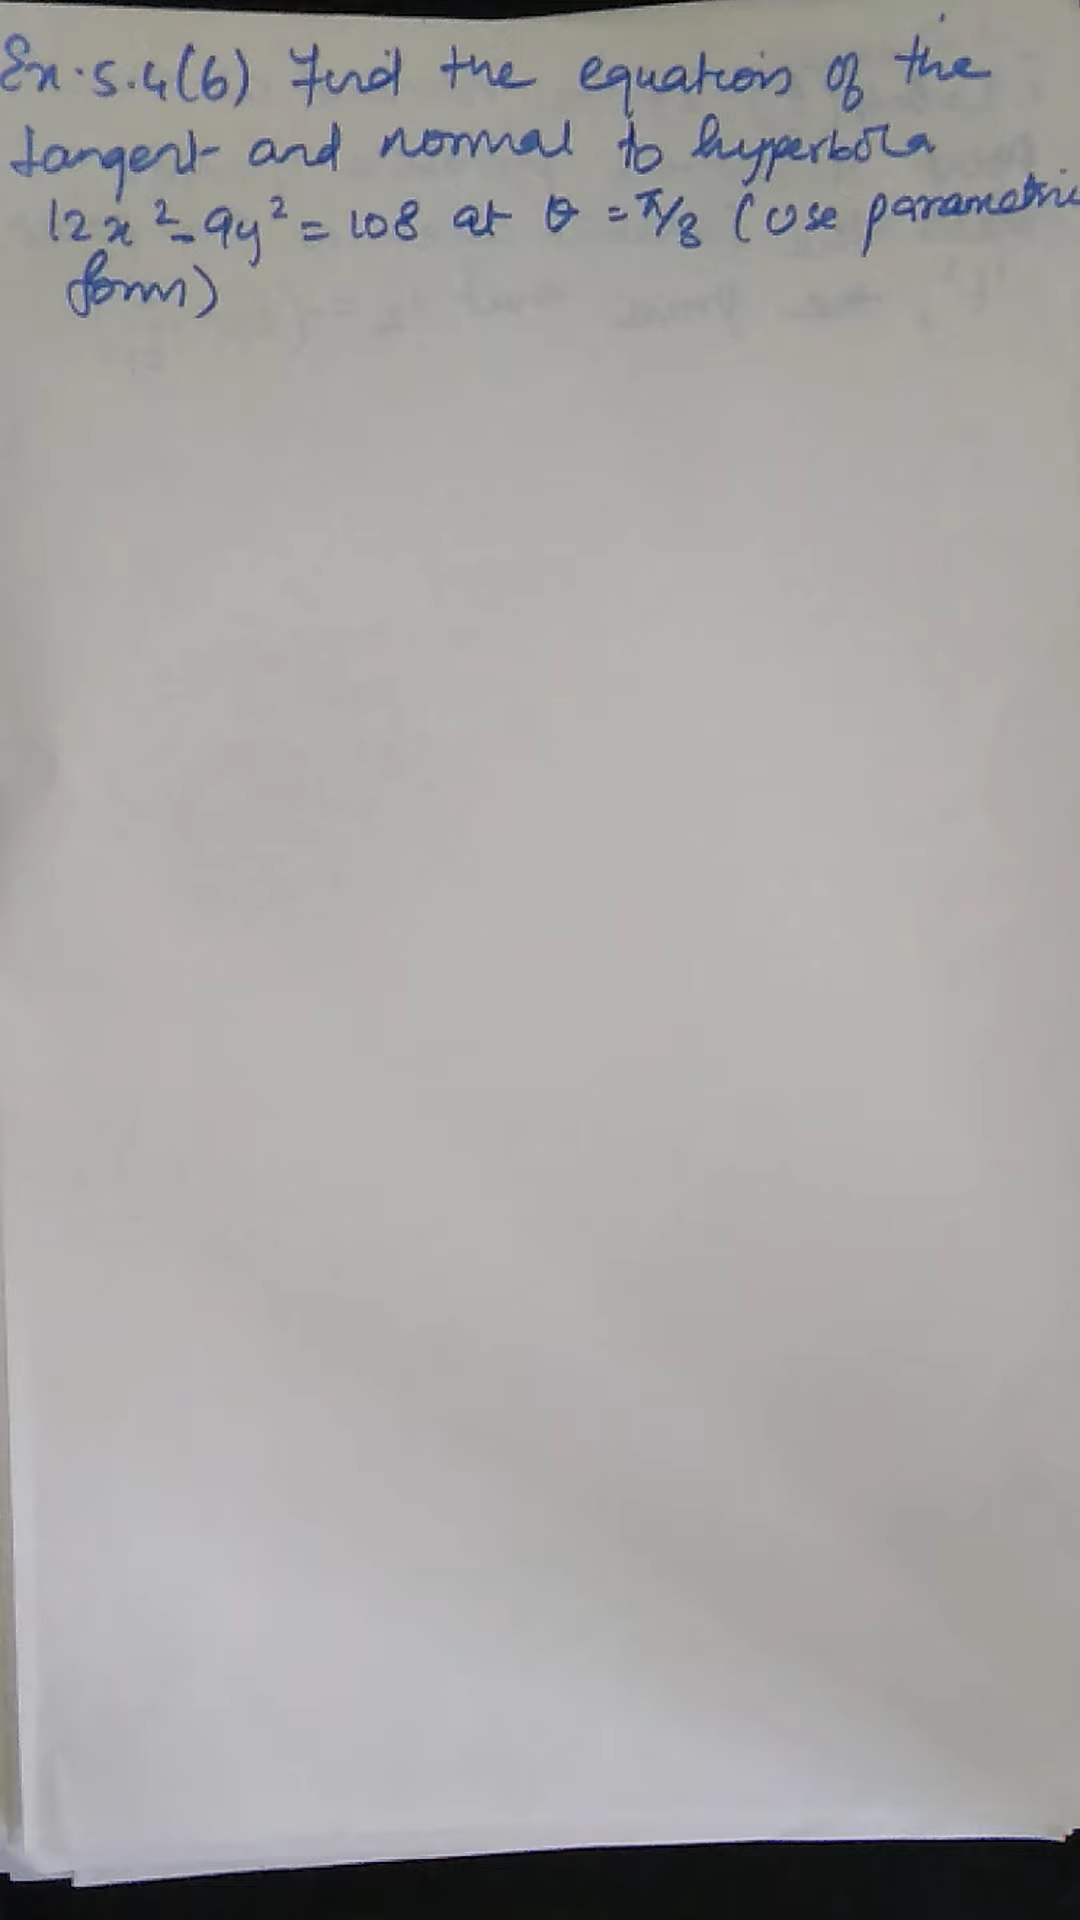 Ex.5.4(6) Find the equation of the
tangent and normal to hyperbola
12x²-9y²=108 at θ=π/3 (Use parametric
form)